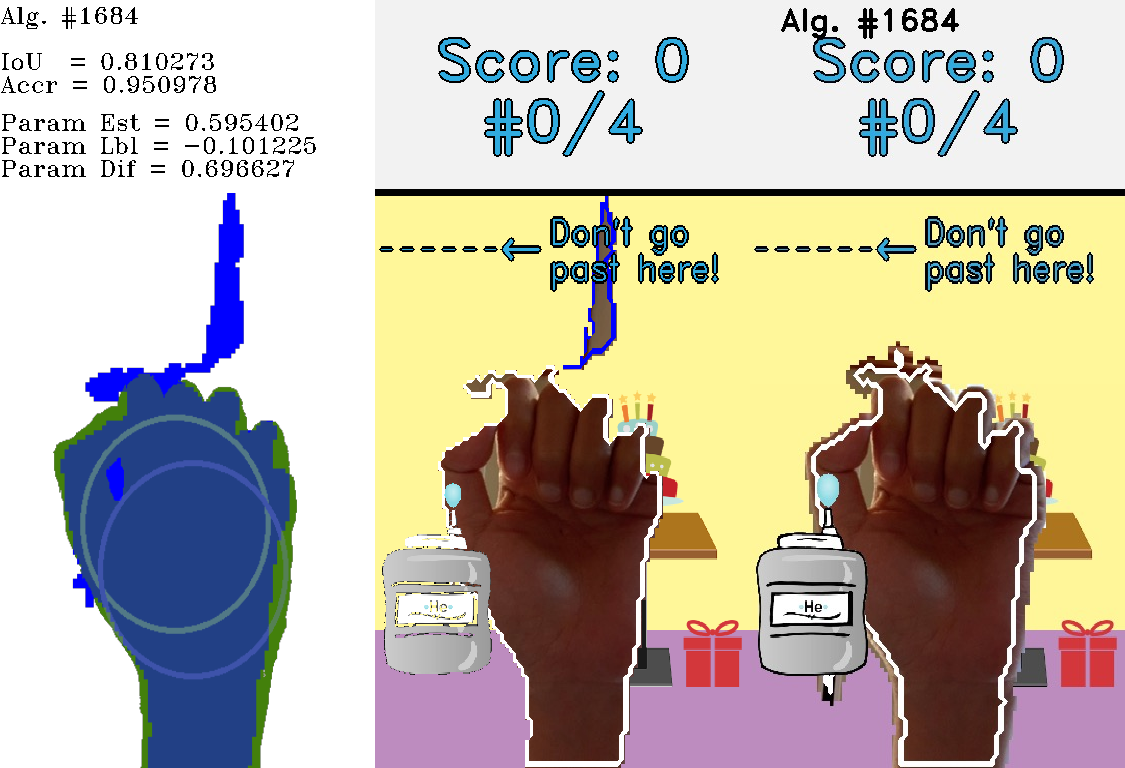 Alg. #1684
IoU = 0.810273
Accr = 0.950978
Param Est = 0.595402
Param Lbl = −0.101225
Param Dif = 0.696627
Score: 0
#0/4
------← Don't go
past here!
He
Alg. #1684
Score: 0
#0/4
------← Don't go
past here!
He